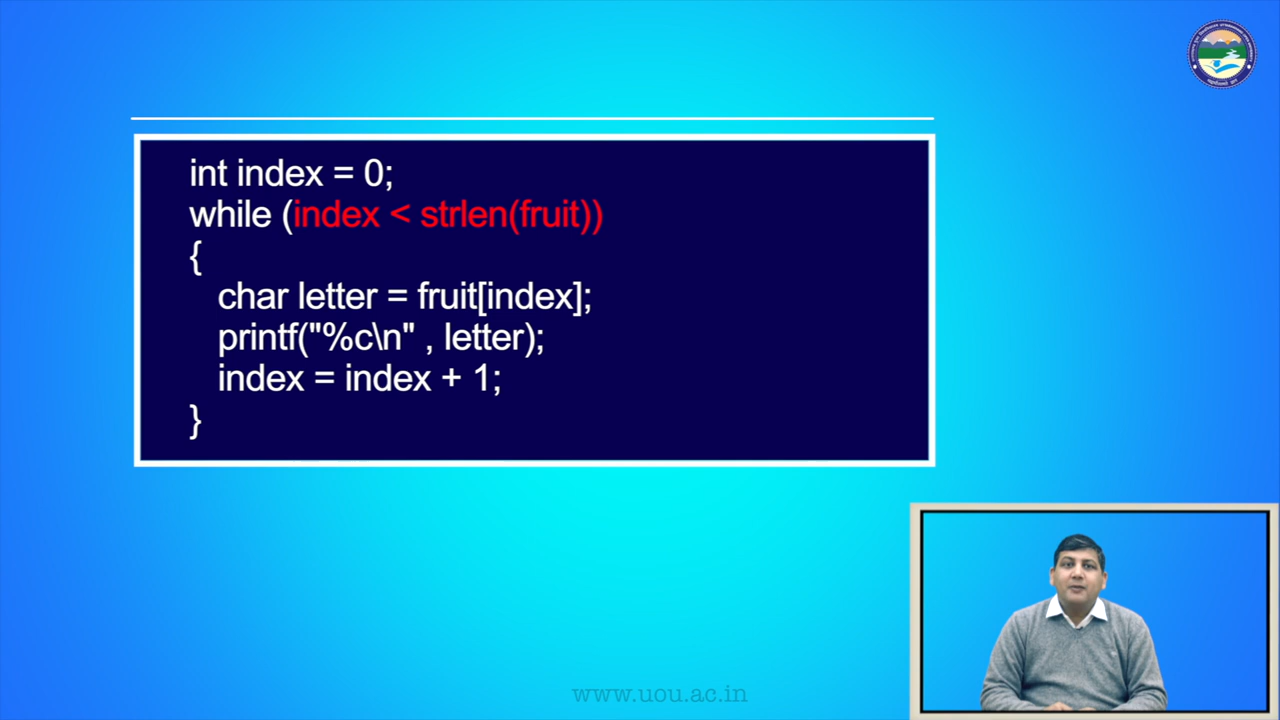 int index = 0;
while (index < strlen(fruit))
{
char letter = fruit[index];
printf("%c\n" , letter);
index = index + 1;
}
www.uou.ac.in